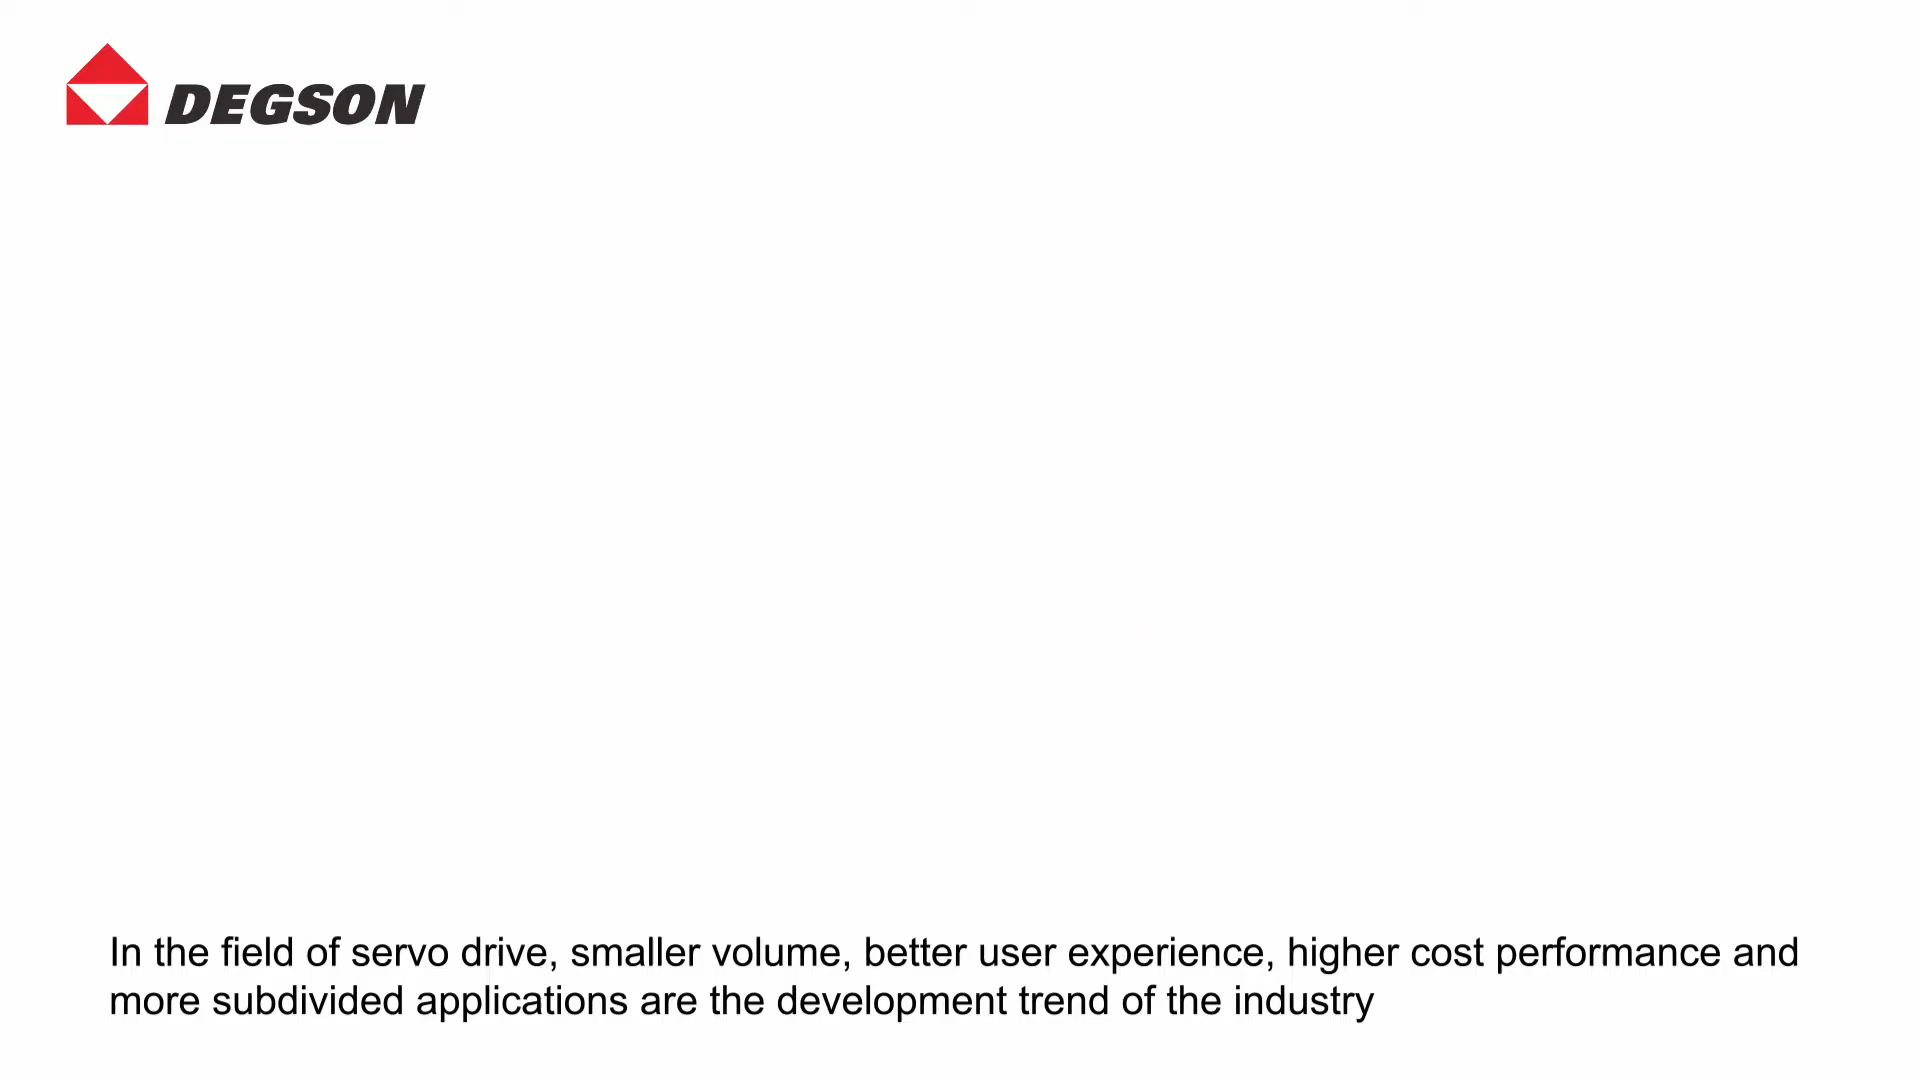 DEGSON
In the field of servo drive, smaller volume, better user experience, higher cost performance and
more subdivided applications are the development trend of the industry